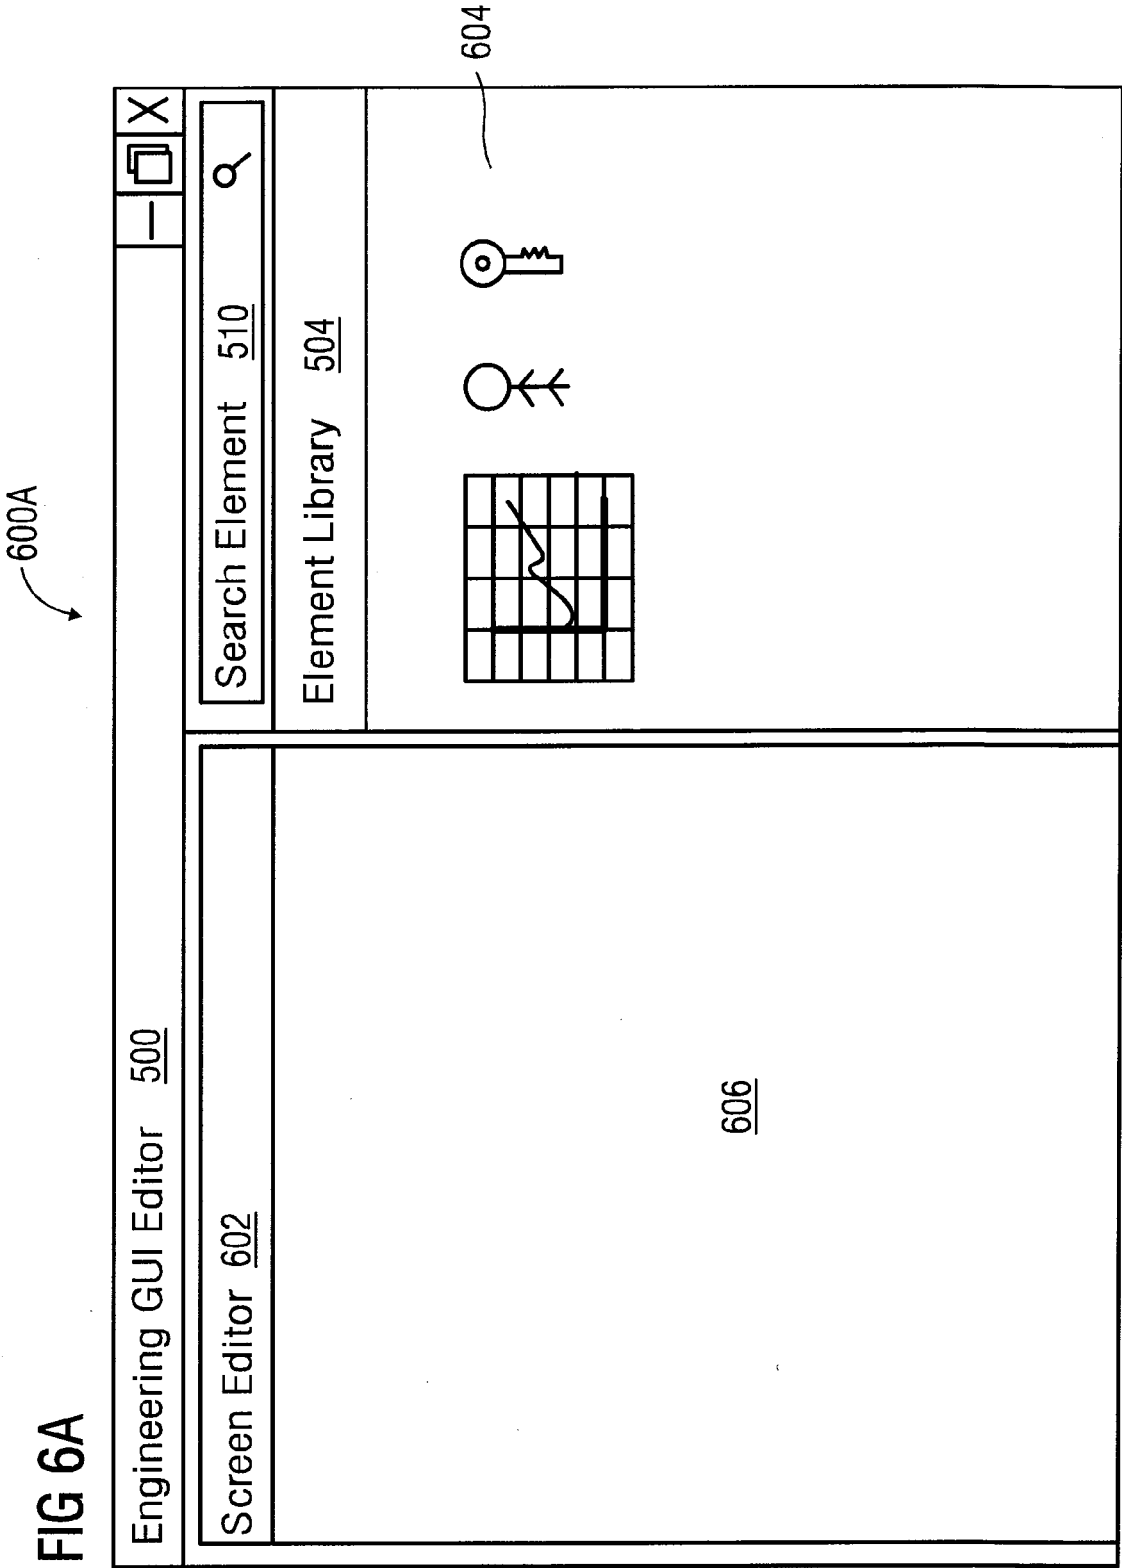 FIG 6A
600A
Engineering GUI Editor 500
Screen Editor 602
Search Element 510
Element Library 504
604
606